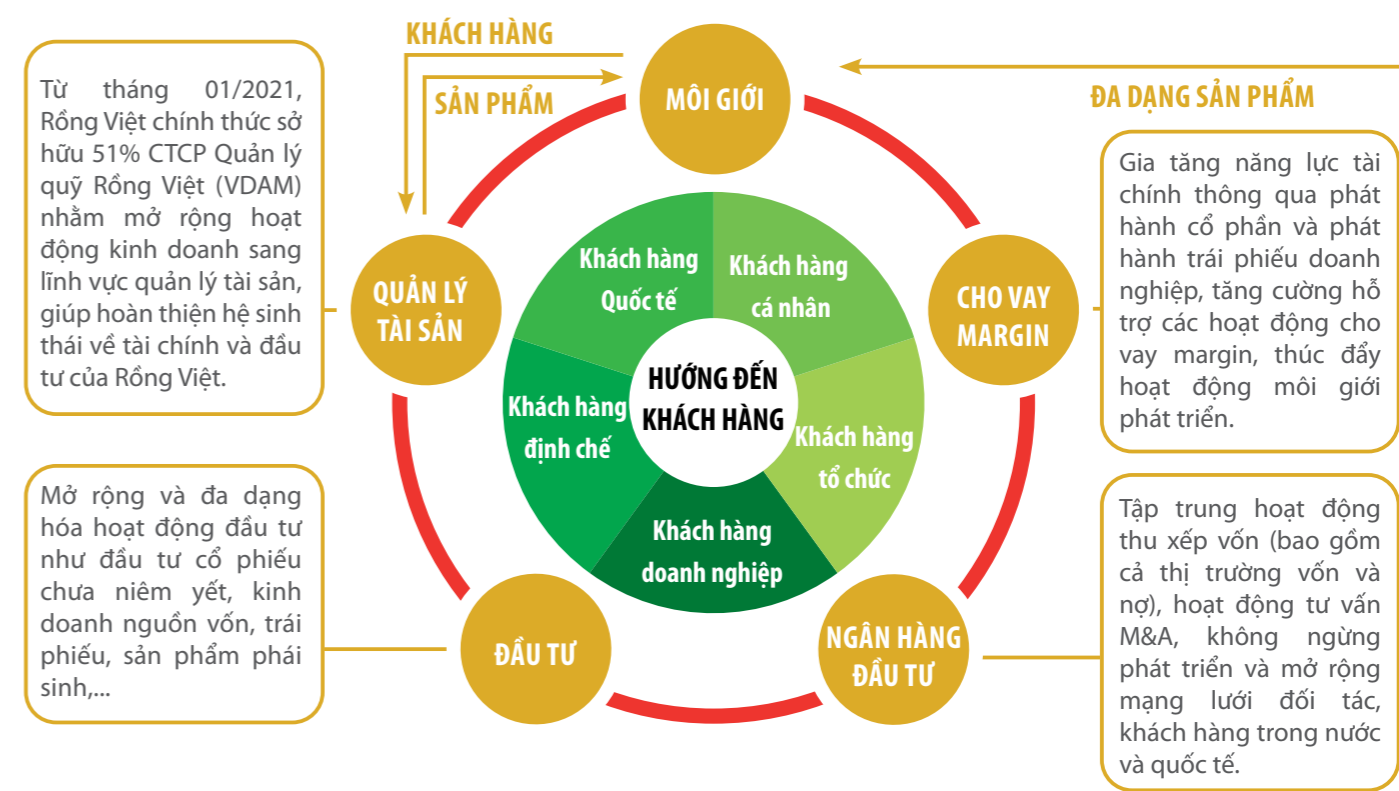 KHÁCH HÀNG
SẢN PHẨM
MÔI GIỚI
ĐA DẠNG SẢN PHẨM
Từ tháng 01/2021,
Rồng Việt chính thức sở
hữu 51% CTCP Quản lý
quỹ Rồng Việt (VDAM)
nhằm mở rộng hoạt
động kinh doanh sang
lĩnh vực quản lý tài sản,
giúp hoàn thiện hệ sinh
thái về tài chính và đầu
tư của Rồng Việt.
QUẢN LÝ
TÀI SẢN
Khách hàng
Quốc tế
Khách hàng
cá nhân
CHO VAY
MARGIN
Gia tăng năng lực tài
chính thông qua phát
hành cổ phần và phát
hành trái phiếu doanh
nghiệp, tăng cường hỗ
trợ các hoạt động cho
vay margin, thúc đẩy
hoạt động môi giới
phát triển.
HƯỚNG ĐẾN
KHÁCH HÀNG
Khách hàng
định chế
Khách hàng
tổ chức
Khách hàng
doanh nghiệp
Mở rộng và đa dạng
hóa hoạt động đầu tư
như đầu tư cổ phiếu
chưa niêm yết, kinh
doanh nguồn vốn, trái
phiếu, sản phẩm phái
sinh,...
ĐẦU TƯ
NGÂN HÀNG
ĐẦU TƯ
Tập trung hoạt động
thu xếp vốn (bao gồm
cả thị trường vốn và
nợ), hoạt động tư vấn
M&A, không ngừng
phát triển và mở rộng
mạng lưới đối tác,
khách hàng trong nước
và quốc tế.